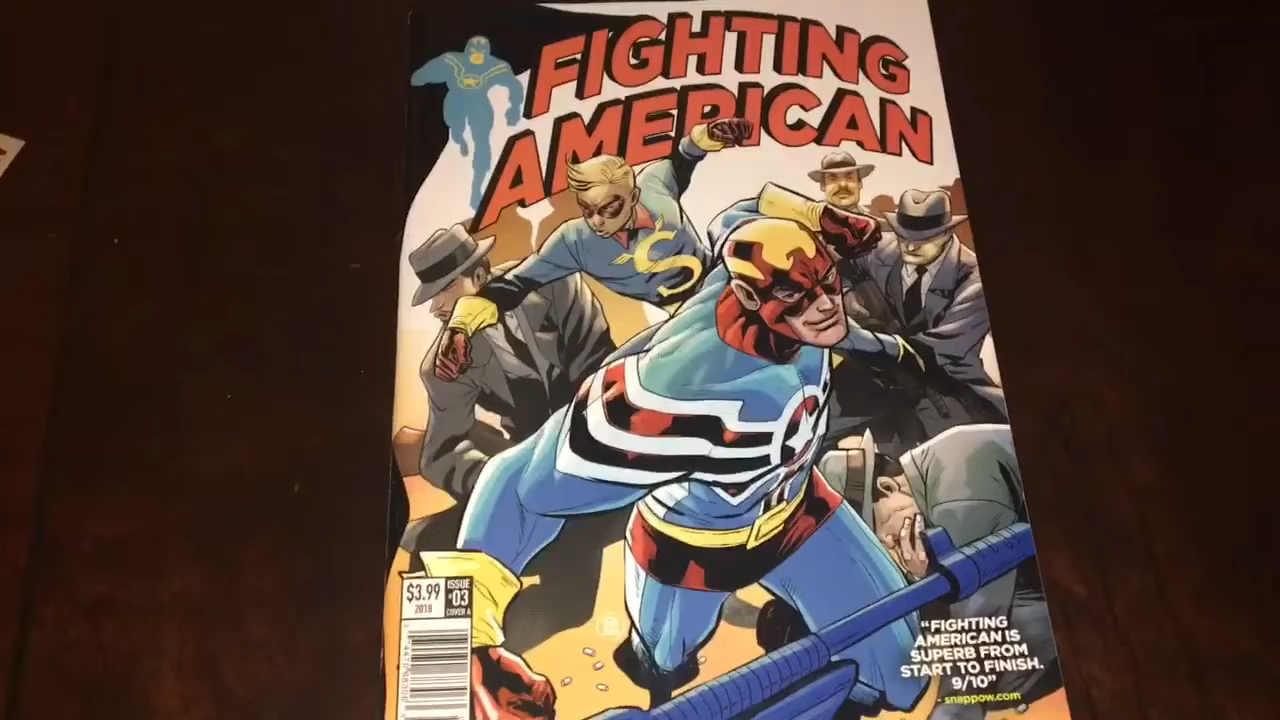 FIGHTING
AMERICAN
S
$3.99
2018
ISSUE
#03
COVER A
"FIGHTING
AMERICAN IS
SUPERB FROM
START TO FINISH.
9/10"
- snappow.com